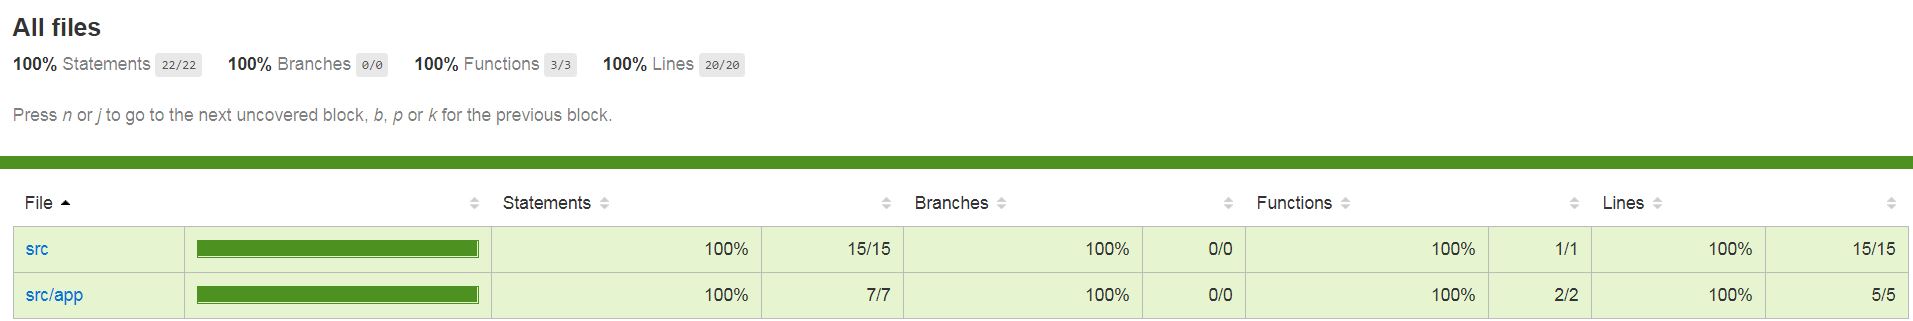 All files
100% Statements 22/22 100% Branches 0/0 100% Functions 3/3 100% Lines 20/20
Press n or j to go to the next uncovered block, b, p or k for the previous block.
File Statements Branches Functions Lines
src 100% 15/15 100% 0/0 100% 1/1 100% 15/15
src/app 100% 7/7 100% 0/0 100% 2/2 100% 5/5